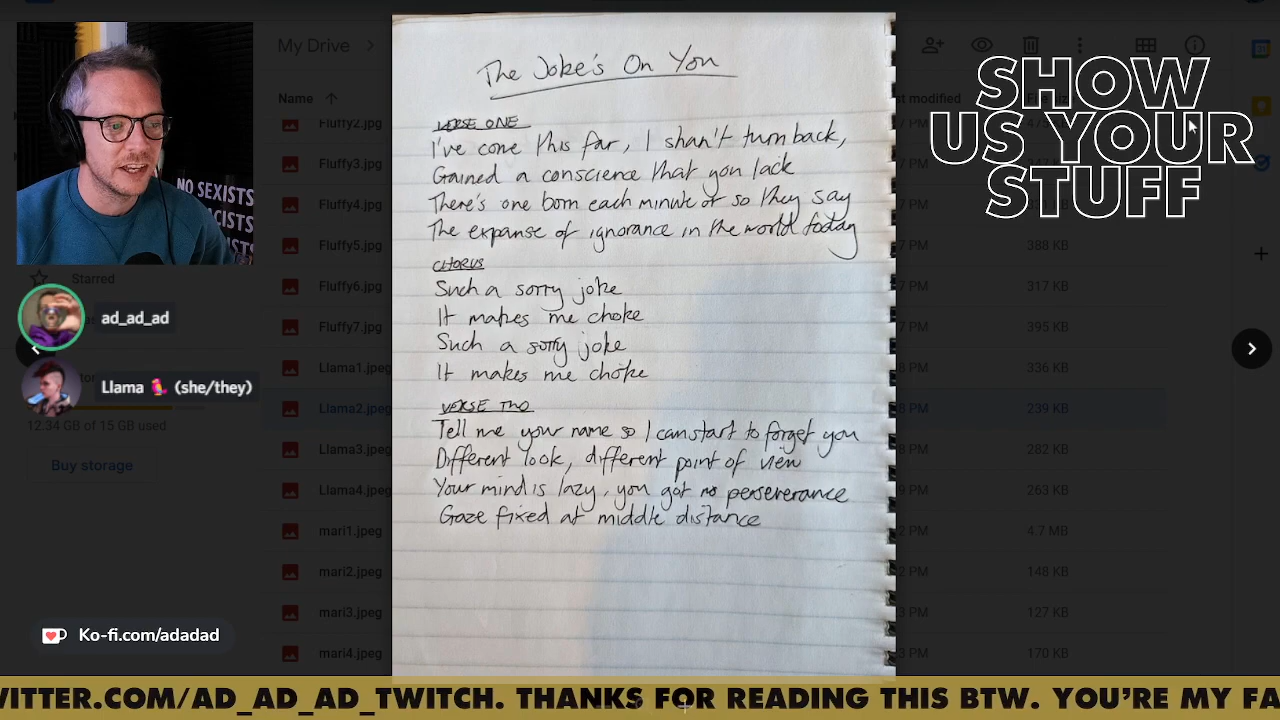 My Drive
Name
Fluffy2.jpg
Fluffy3.jpg
Fluffy4.jpg
Fluffy5.jpg
388 KB
Fluffy6.jpg
317 KB
Fluffy7.jpg
395 KB
Llama1.jpg
336 KB
Llama2.jpeg
239 KB
Llama3.jpeg
282 KB
Llama4.jpeg
263 KB
mari1.jpeg
4.7 MB
mari2.jpeg
148 KB
mari3.jpeg
127 KB
mari4.jpeg
170 KB
Starred
12.34 GB of 15 GB used
Buy storage
NO SEXISTS
The Joke's On You
VERSE ONE
I've come this far, I shan't turn back,
Gained a conscience that you lack
There's one born each minute or so they say
The expanse of ignorance in the world today
CHORUS
Such a sorry joke
It makes me choke
Such a sorry joke
It makes me choke
VERSE TWO
Tell me your name so I can start to forget you
Different look, different point of view
Your mind is lazy, you got no perseverance
Gaze fixed at middle distance
SHOW
US YOUR
STUFF
ad_ad_ad
Llama 🦜 (she/they)
Ko-fi.com/adadad
WITTER.COM/AD_AD_AD_TWITCH. THANKS FOR READING THIS BTW. YOU'RE MY FA